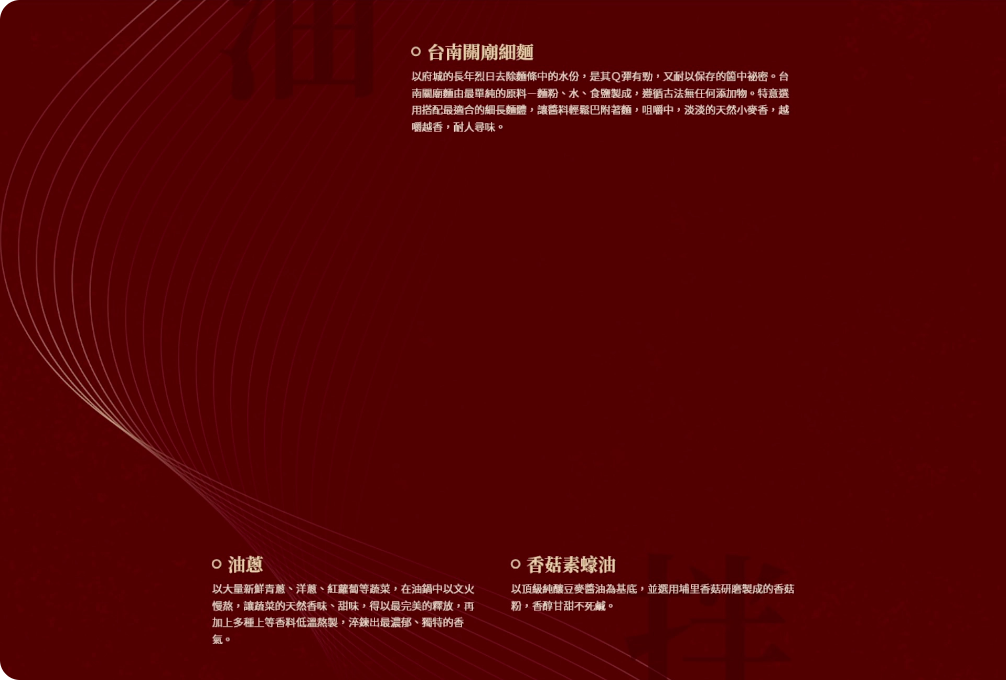 油
台南關廟細麵
以府城的長年烈日去除麵條中的水份，是其Q彈有勁，又耐以保存的箇中祕密。台
南關廟麵由最單純的原料—麵粉、水、食鹽製成，遵循古法無任何添加物。特意選
用搭配最適合的細長麵體，讓醬料輕鬆巴附著麵，咀嚼中，淡淡的天然小麥香，越
嚼越香，耐人尋味。
油蔥
以大量新鮮青蔥、洋蔥、紅蘿蔔等蔬菜，在油鍋中以文火
慢熬，讓蔬菜的天然香味、甜味，得以最完美的釋放，再
加上多種上等香料低溫熬製，淬鍊出最濃郁、獨特的香
氣。
香菇素蠔油
以頂級純釀豆麥醬油為基底，並選用埔里香菇研磨製成的香菇
粉，香醇甘甜不死鹹。
拌